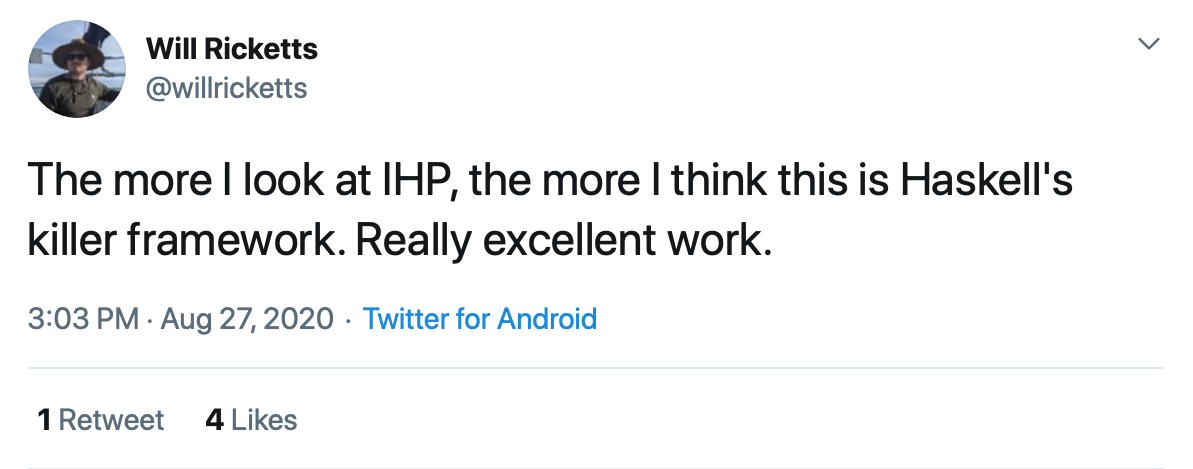 Will Ricketts
@willricketts
The more I look at IHP, the more I think this is Haskell's
killer framework. Really excellent work.
3:03 PM · Aug 27, 2020 · Twitter for Android
1 Retweet 4 Likes